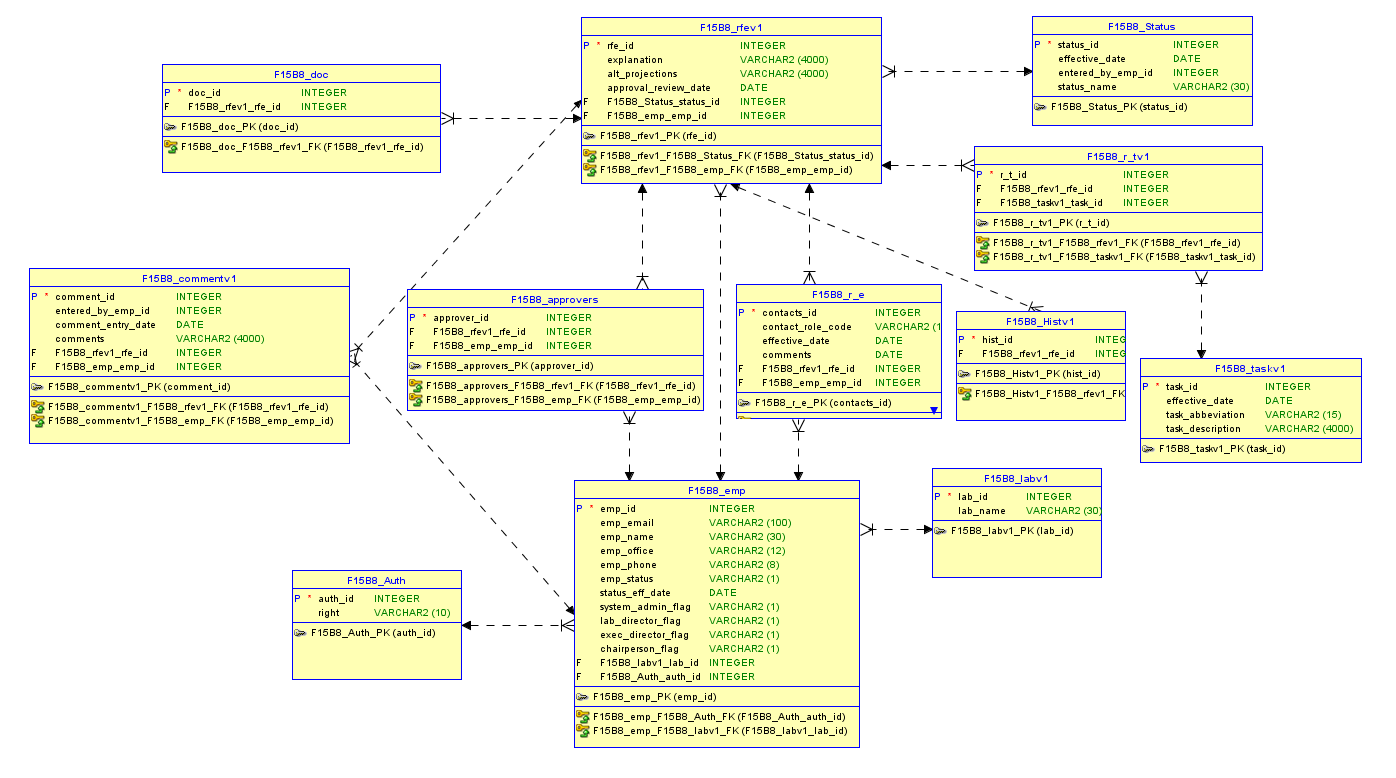 F15B8_rfev1
P * rfe_id INTEGER
explanation VARCHAR2 (4000)
alt_projections VARCHAR2 (4000)
approval_review_date DATE
F F15B8_Status_status_id INTEGER
F F15B8_emp_emp_id INTEGER
F15B8_rfev1_PK (rfe_id)
F15B8_rfev1_F15B8_Status_FK (F15B8_Status_status_id)
F15B8_rfev1_F15B8_emp_FK (F15B8_emp_emp_id)
F15B8_Status
P * status_id INTEGER
effective_date DATE
entered_by_emp_id INTEGER
status_name VARCHAR2 (30)
F15B8_Status_PK (status_id)
F15B8_doc
P * doc_id INTEGER
F F15B8_rfev1_rfe_id INTEGER
F15B8_doc_PK (doc_id)
F15B8_doc_F15B8_rfev1_FK (F15B8_rfev1_rfe_id)
F15B8_r_tv1
P * r_t_id INTEGER
F F15B8_rfev1_rfe_id INTEGER
F F15B8_taskv1_task_id INTEGER
F15B8_r_tv1_PK (r_t_id)
F15B8_r_tv1_F15B8_rfev1_FK (F15B8_rfev1_rfe_id)
F15B8_r_tv1_F15B8_taskv1_FK (F15B8_taskv1_task_id)
F15B8_commentv1
P * comment_id INTEGER
entered_by_emp_id INTEGER
comment_entry_date DATE
comments VARCHAR2 (4000)
F F15B8_rfev1_rfe_id INTEGER
F F15B8_emp_emp_id INTEGER
F15B8_commentv1_PK (comment_id)
F15B8_commentv1_F15B8_rfev1_FK (F15B8_rfev1_rfe_id)
F15B8_commentv1_F15B8_emp_FK (F15B8_emp_emp_id)
F15B8_approvers
P * approver_id INTEGER
F F15B8_rfev1_rfe_id INTEGER
F F15B8_emp_emp_id INTEGER
F15B8_approvers_PK (approver_id)
F15B8_approvers_F15B8_rfev1_FK (F15B8_rfev1_rfe_id)
F15B8_approvers_F15B8_emp_FK (F15B8_emp_emp_id)
F15B8_r_e
P * contacts_id INTEGER
contact_role_code VARCHAR2 (1
effective_date DATE
comments DATE
F F15B8_rfev1_rfe_id INTEGER
F F15B8_emp_emp_id INTEGER
F15B8_r_e_PK (contacts_id)
F15B8_Histv1
P * hist_id INTEG
F F15B8_rfev1_rfe_id INTEG
F15B8_Histv1_PK (hist_id)
F15B8_Histv1_F15B8_rfev1_FK
F15B8_taskv1
P * task_id INTEGER
effective_date DATE
task_abbeviation VARCHAR2 (15)
task_description VARCHAR2 (4000)
F15B8_taskv1_PK (task_id)
F15B8_labv1
P * lab_id INTEGER
lab_name VARCHAR2 (30)
F15B8_labv1_PK (lab_id)
F15B8_emp
P * emp_id INTEGER
emp_email VARCHAR2 (100)
emp_name VARCHAR2 (30)
emp_office VARCHAR2 (12)
emp_phone VARCHAR2 (8)
emp_status VARCHAR2 (1)
status_eff_date DATE
system_admin_flag VARCHAR2 (1)
lab_director_flag VARCHAR2 (1)
exec_director_flag VARCHAR2 (1)
chairperson_flag VARCHAR2 (1)
F F15B8_labv1_lab_id INTEGER
F F15B8_Auth_auth_id INTEGER
F15B8_emp_PK (emp_id)
F15B8_emp_F15B8_Auth_FK (F15B8_Auth_auth_id)
F15B8_emp_F15B8_labv1_FK (F15B8_labv1_lab_id)
F15B8_Auth
P * auth_id INTEGER
right VARCHAR2 (10)
F15B8_Auth_PK (auth_id)